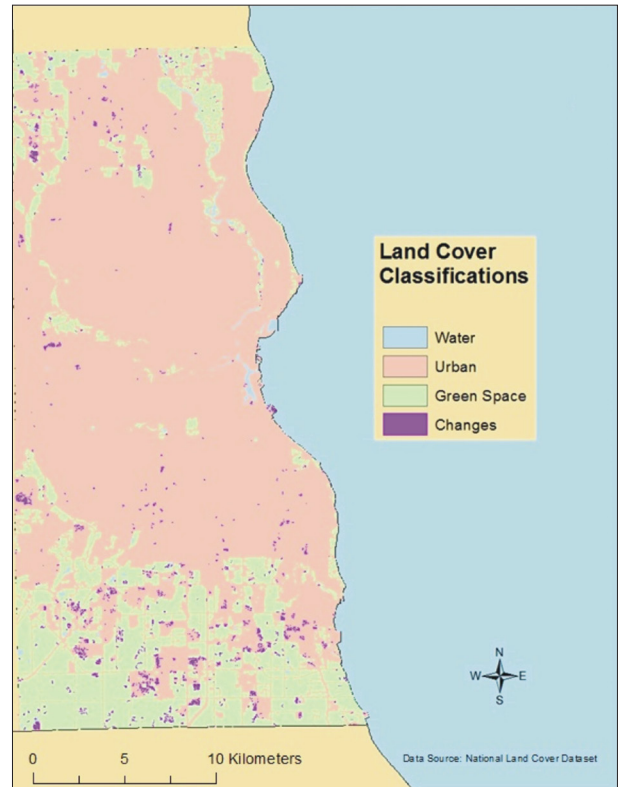 Land Cover
Classifications
Water
Urban
Green Space
Changes
N
W E
S
0 5 10 Kilometers
Data Source: National Land Cover Dataset